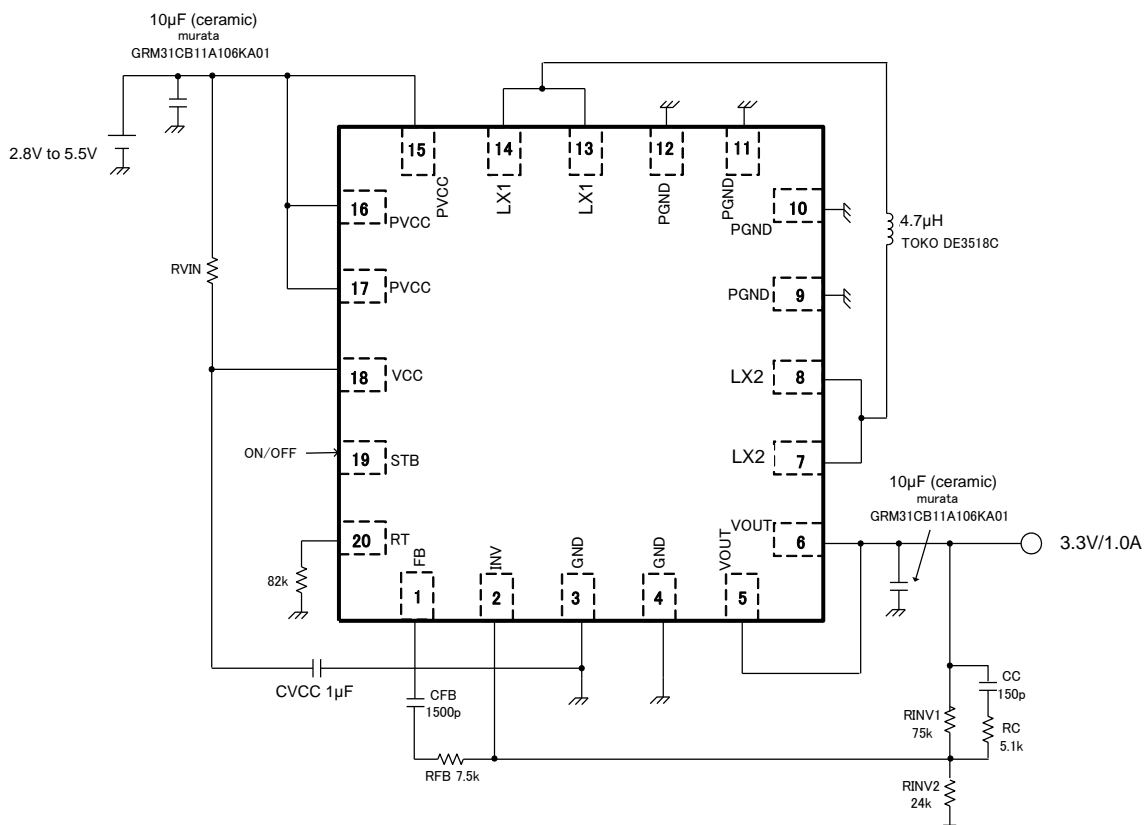 10µF (ceramic)
murata
GRM31CB11A106KA01
2.8V to 5.5V
15
PVCC
14
LX1
13
LX1
12
PGND
11
PGND
10
PGND
16
PVCC
4.7µH
TOKO DE3518C
RVIN
17
PVCC
PGND
9
18
VCC
LX2
8
ON/OFF
19
STB
LX2
7
10µF (ceramic)
murata
GRM31CB11A106KA01
20
RT
VOUT
6
3.3V/1.0A
82k
FB
1
INV
2
GND
3
GND
4
VOUT
5
CVCC 1µF
CFB
1500p
RFB 7.5k
CC
150p
RINV1
75k
RC
5.1k
RINV2
24k